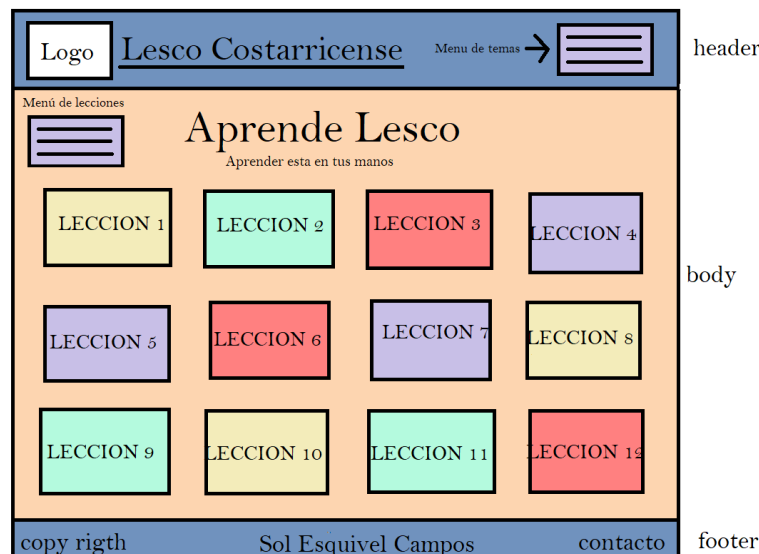 Logo
Lesco Costarricense
Menu de temas
header
Menú de lecciones
Aprende Lesco
Aprender esta en tus manos
LECCION 1
LECCION 2
LECCION 3
LECCION 4
body
LECCION 5
LECCION 6
LECCION 7
LECCION 8
LECCION 9
LECCION 10
LECCION 11
LECCION 12
copy rigth
Sol Esquivel Campos
contacto
footer